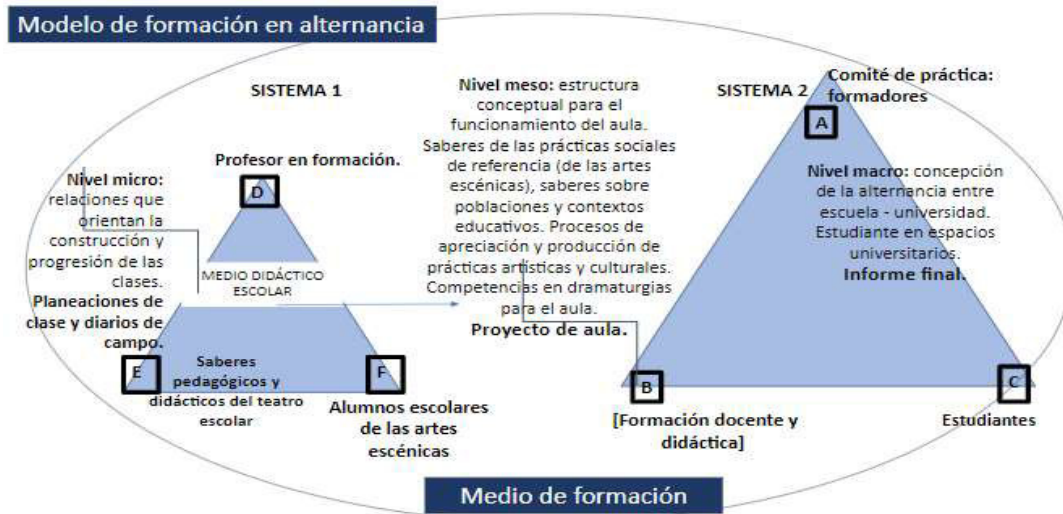 Modelo de formación en alternancia
SISTEMA 1
Profesor en formación.
D
Nivel micro:
relaciones que
orientan la
construcción y
progresión de las
clases.
Planeaciones de
clase y diarios de
campo.
MEDIO DIDÁCTICO
ESCOLAR
E
Saberes
pedagógicos y
didácticos del teatro
escolar
F
Alumnos escolares
de las artes
escénicas
Nivel meso: estructura
conceptual para el
funcionamiento del aula.
Saberes de las prácticas sociales
de referencia (de las artes
escénicas), saberes sobre
poblaciones y contextos
educativos. Procesos de
apreciación y producción de
prácticas artísticas y culturales.
Competencias en dramaturgias
para el aula.
Proyecto de aula.
SISTEMA 2
Comité de práctica:
formadores
A
Nivel macro: concepción
de la alternancia entre
escuela - universidad.
Estudiante en espacios
universitarios.
Informe final.
B
[Formación docente y
didáctica]
C
Estudiantes
Medio de formación